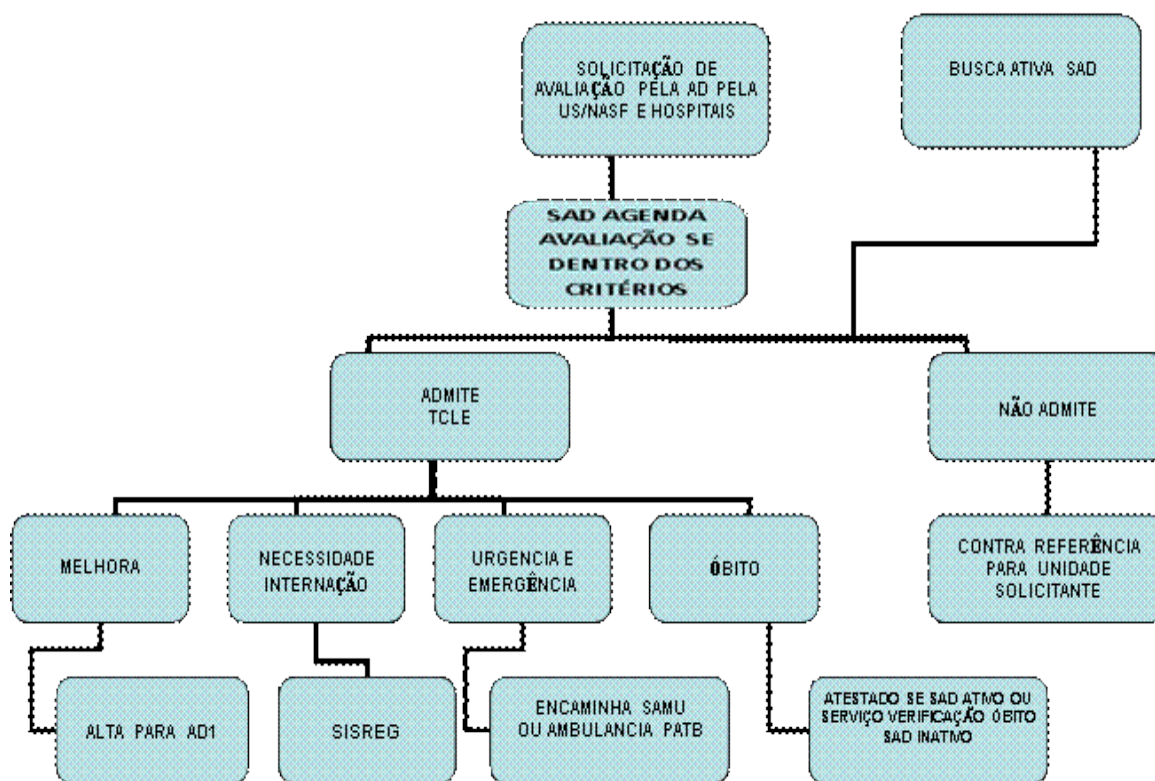 SOLICITAÇÃO DE
AVALIAÇÃO PELA AD PELA
US/NASF E HOSPITAIS
BUSCA ATIVA SAD
SAD AGENDA
AVALIAÇÃO SE
DENTRO DOS
CRITÉRIOS
ADMITE
TCLE
NÃO ADMITE
MELHORA
NECESSIDADE
INTERNAÇÃO
URGENCIA E
EMERGÊNCIA
ÓBITO
CONTRA REFERÊNCIA
PARA UNIDADE
SOLICITANTE
ALTA PARA AD1
SISREG
ENCAMINHA SAMU
OU AMBULANCIA PATB
ATESTADO SE SAD ATIVO OU
SERVIÇO VERIFICAÇÃO ÓBITO
SAD INATIVO